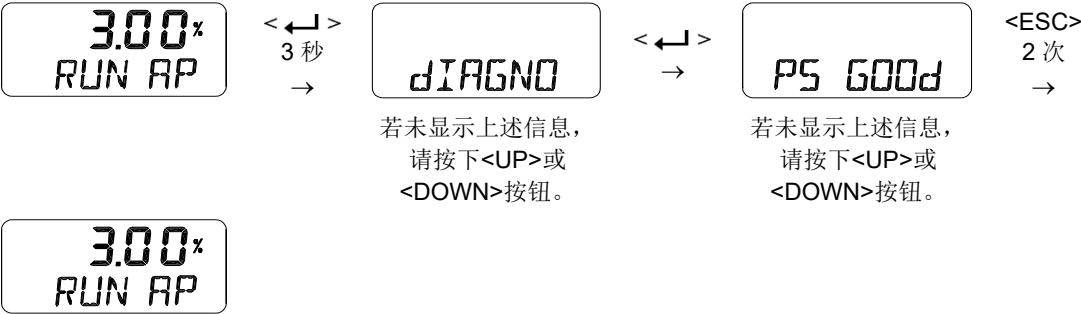 3.00%
RUN AP
< ↵ >
3 秒
→
dIAGNO
若未显示上述信息,
请按下<UP>或
<DOWN>按钮。
< ↵ >
→
PS GOOd
若未显示上述信息,
请按下<UP>或
<DOWN>按钮。
<ESC>
2 次
→
3.00%
RUN AP